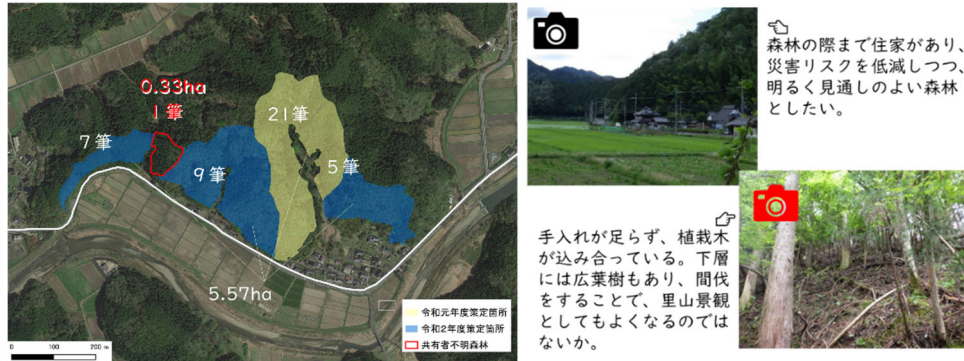 0.33ha
1筆
7筆
9筆
21筆
5筆
5.57ha
令和元年度策定箇所
令和2年度策定箇所
共有者不明森林
0 100 200 m
森林の際まで住家があり、
災害リスクを低減しつつ、
明るく見通しのよい森林
としたい。
手入れが足らず、植栽木
が込み合っている。下層
には広葉樹もあり、間伐
をすることで、里山景観
としてもよくなるのでは
ないか。